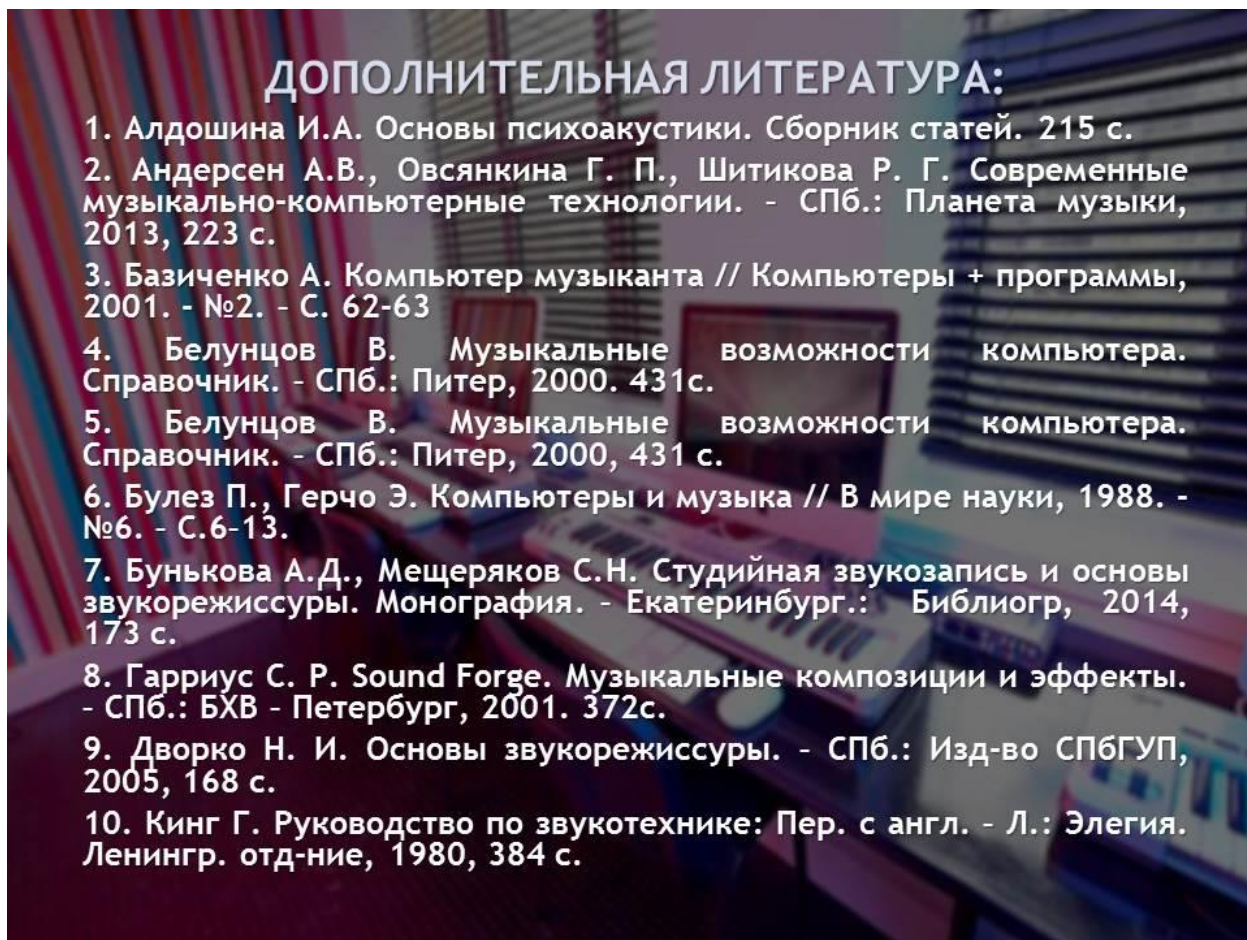 ДОПОЛНИТЕЛЬНАЯ ЛИТЕРАТУРА:
1. Алдошина И.А. Основы психоакустики. Сборник статей. 215 с.
2. Андерсен А.В., Овсянкина Г. П., Шитикова Р. Г. Современные
музыкально-компьютерные технологии. – СПб.: Планета музыки,
2013, 223 с.
3. Базиченко А. Компьютер музыканта // Компьютеры + программы,
2001. - №2. – С. 62-63
4. Белунцов В. Музыкальные возможности компьютера.
Справочник. – СПб.: Питер, 2000. 431с.
5. Белунцов В. Музыкальные возможности компьютера.
Справочник. – СПб.: Питер, 2000, 431 с.
6. Булез П., Герчо Э. Компьютеры и музыка // В мире науки, 1988. -
№6. – С.6–13.
7. Бунькова А.Д., Мещеряков С.Н. Студийная звукозапись и основы
звукорежиссуры. Монография. – Екатеринбург.: Библиогр, 2014,
173 с.
8. Гарриус С. Р. Sound Forge. Музыкальные композиции и эффекты.
– СПб.: БХВ – Петербург, 2001. 372с.
9. Дворко Н. И. Основы звукорежиссуры. – СПб.: Изд-во СПбГУП,
2005, 168 с.
10. Кинг Г. Руководство по звукотехнике: Пер. с англ. – Л.: Элегия.
Ленингр. отд-ние, 1980, 384 с.